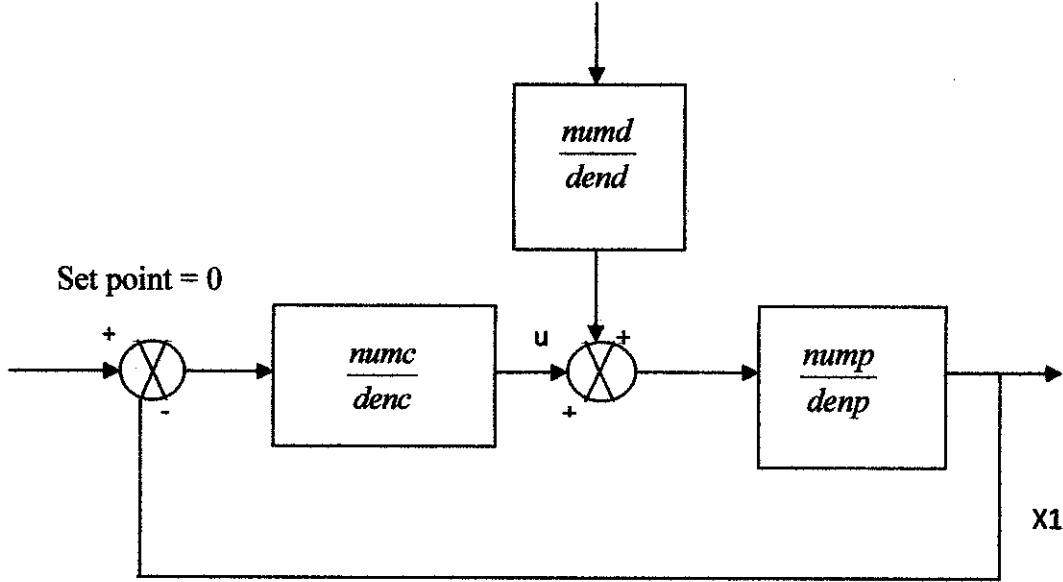 numd
dend
Set point = 0
+
-
numc
denc
u
+
+
nump
denp
X1